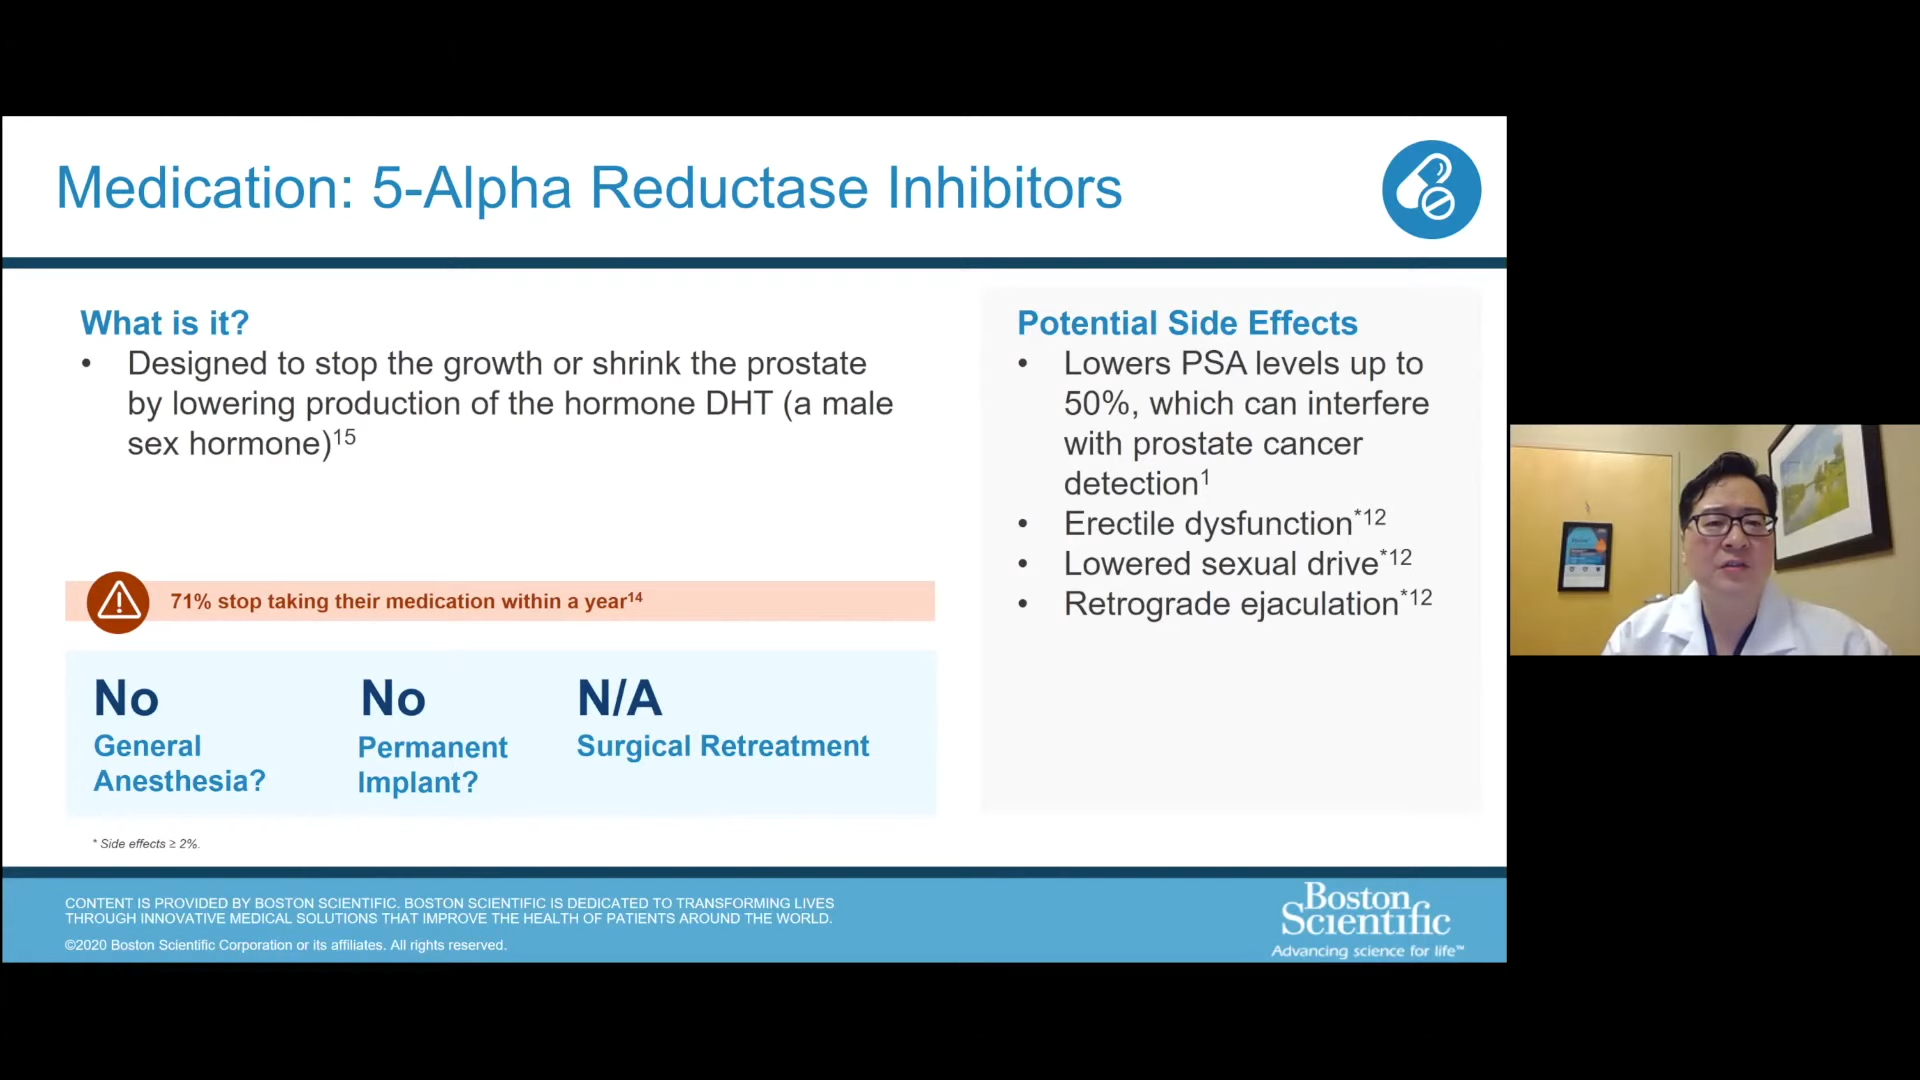 Medication: 5-Alpha Reductase Inhibitors
What is it?
• Designed to stop the growth or shrink the prostate
by lowering production of the hormone DHT (a male
sex hormone)15
71% stop taking their medication within a year14
No
General
Anesthesia?
No
Permanent
Implant?
N/A
Surgical Retreatment
* Side effects ≥ 2%.
Potential Side Effects
• Lowers PSA levels up to
50%, which can interfere
with prostate cancer
detection1
• Erectile dysfunction*12
• Lowered sexual drive*12
• Retrograde ejaculation*12
CONTENT IS PROVIDED BY BOSTON SCIENTIFIC. BOSTON SCIENTIFIC IS DEDICATED TO TRANSFORMING LIVES
THROUGH INNOVATIVE MEDICAL SOLUTIONS THAT IMPROVE THE HEALTH OF PATIENTS AROUND THE WORLD.
©2020 Boston Scientific Corporation or its affiliates. All rights reserved.
Boston
Scientific
Advancing science for life™